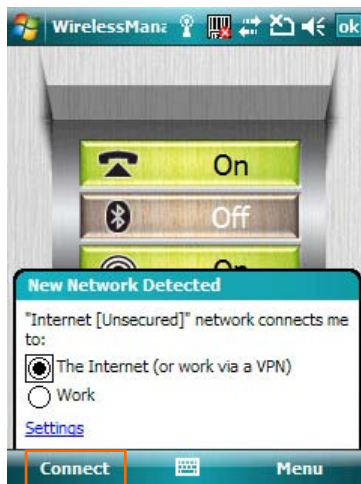 WirelessMana
ok
On
Off
On
New Network Detected
"Internet [Unsecured]" network connects me
to:
The Internet (or work via a VPN)
Work
Settings
Connect
Menu